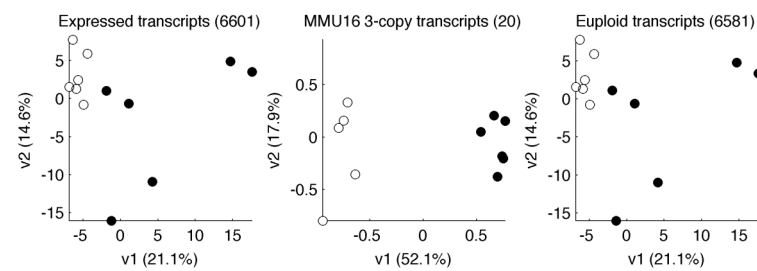 Expressed transcripts (6601)
5
0
-5
-10
-15
v2 (14.6%)
-5 0 5 10 15
v1 (21.1%)
MMU16 3-copy transcripts (20)
0.5
0
-0.5
v2 (17.9%)
-0.5 0 0.5
v1 (52.1%)
Euploid transcripts (6581)
5
0
-5
-10
-15
v2 (14.6%)
-5 0 5 10 15
v1 (21.1%)